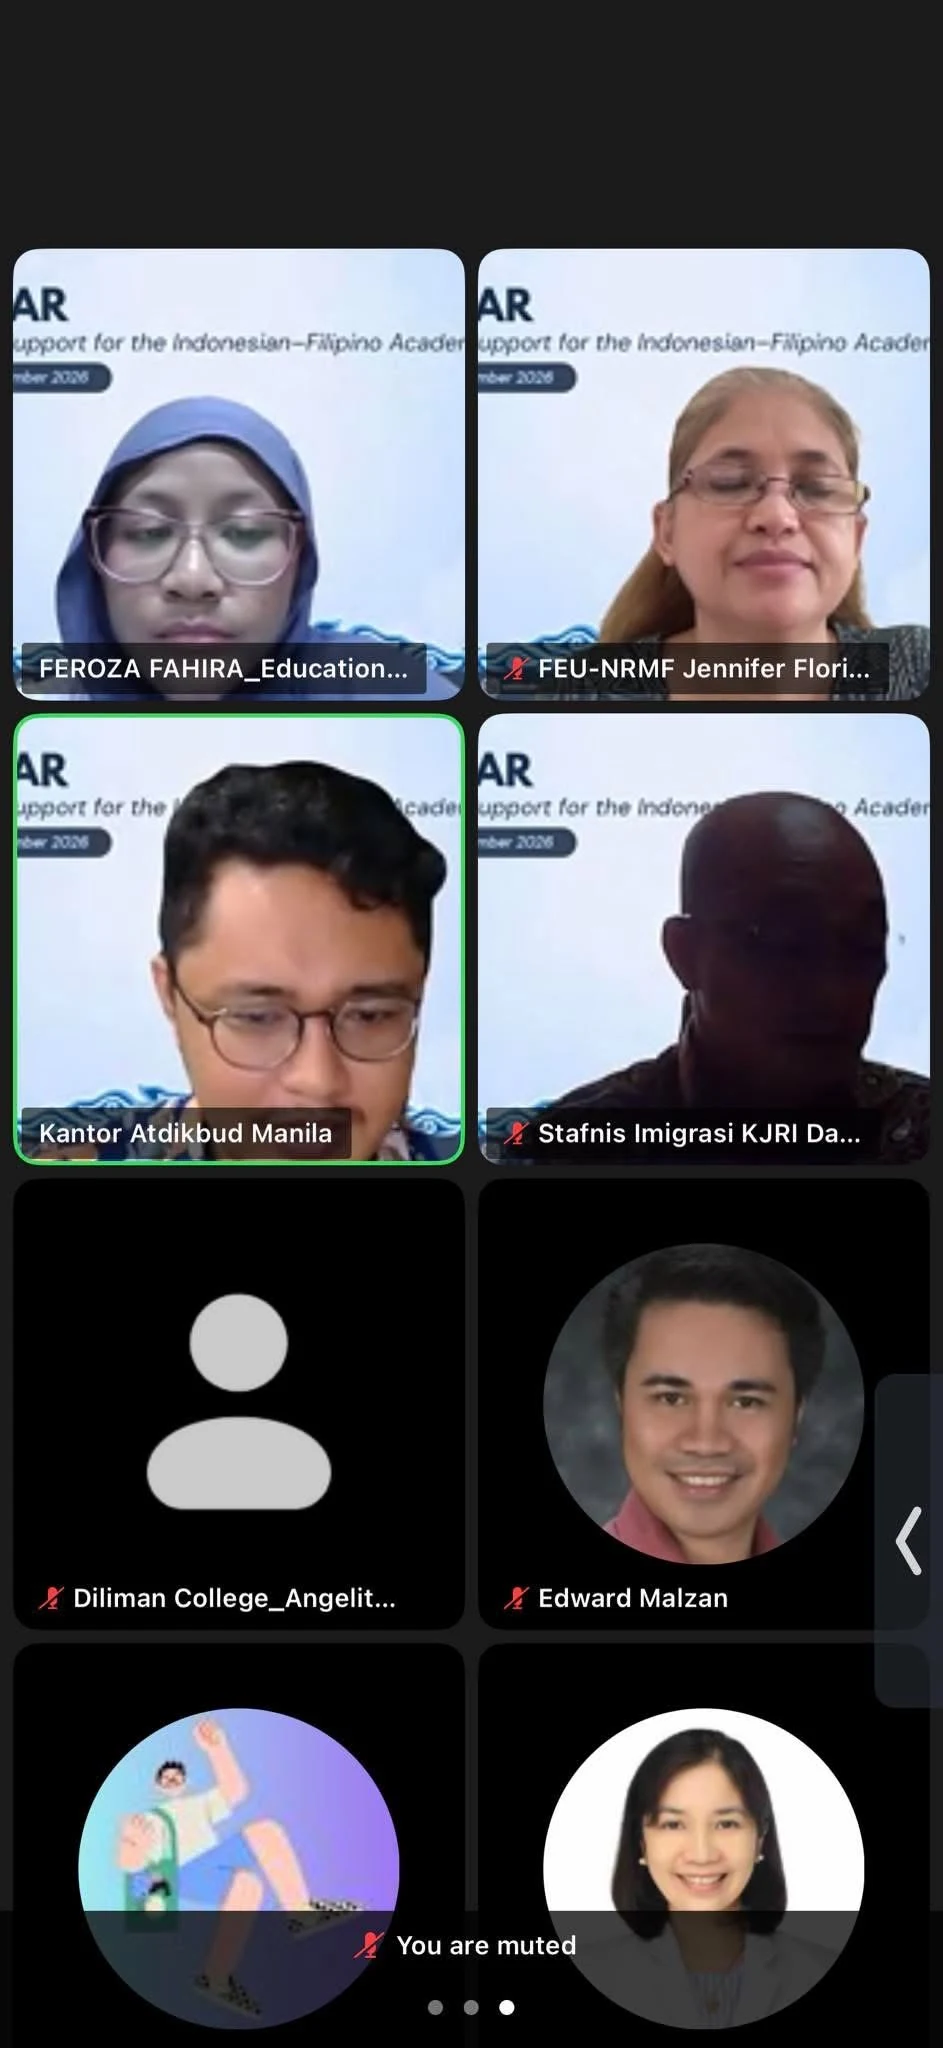 AR
upport for the Indonesian–Filipino Acader
mber 2026
FEROZA FAHIRA_Education...
AR
upport for the Indonesian–Filipino Acader
mber 2026
FEU-NRMF Jennifer Flori...
AR
upport for the
Acade
mber 2026
Kantor Atdikbud Manila
AR
upport for the Indone
o Acader
mber 2026
Stafnis Imigrasi KJRI Da...
Diliman College_Angelit...
Edward Malzan
You are muted